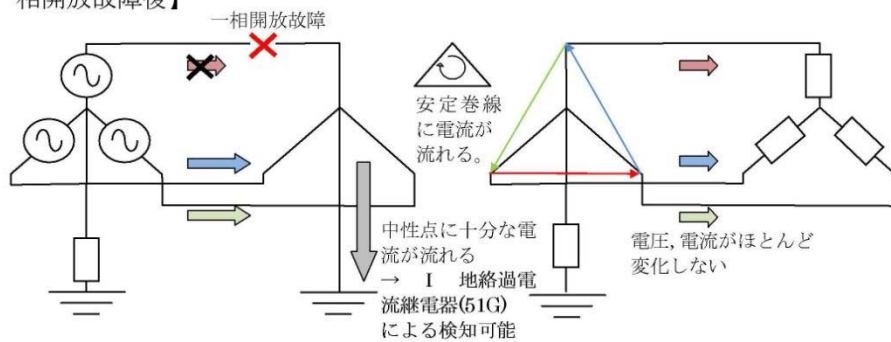 相開放故障後】
一相開放故障
安定巻線
に電流が
流れる。
中性点に十分な電
流が流れる
→ I 地絡過電
流継電器(51G)
による検知可能
電圧, 電流がほとんど
変化しない